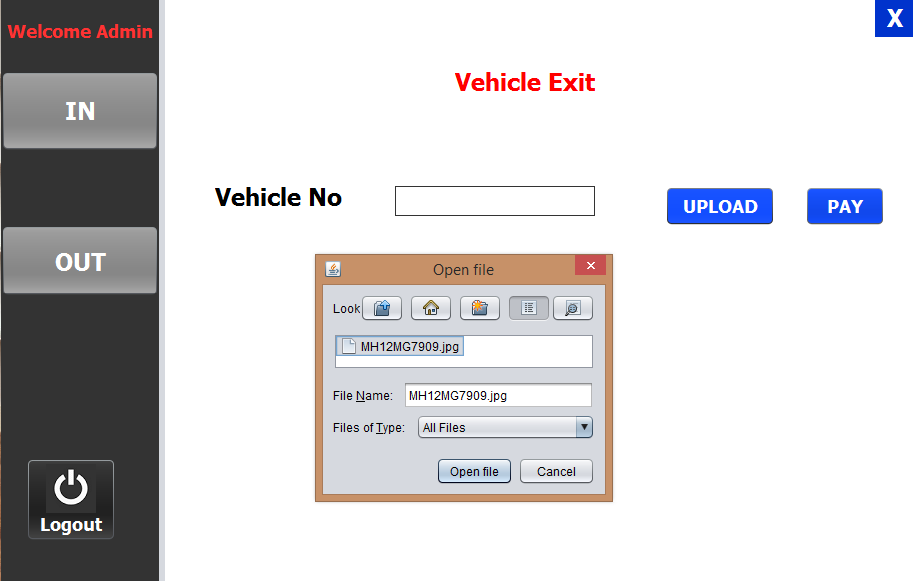 Welcome Admin
X
IN
Vehicle Exit
Vehicle No
UPLOAD
PAY
OUT
Open file
Look
MH12MG7909.jpg
File Name: MH12MG7909.jpg
Files of Type: All Files
Open file
Cancel
Logout